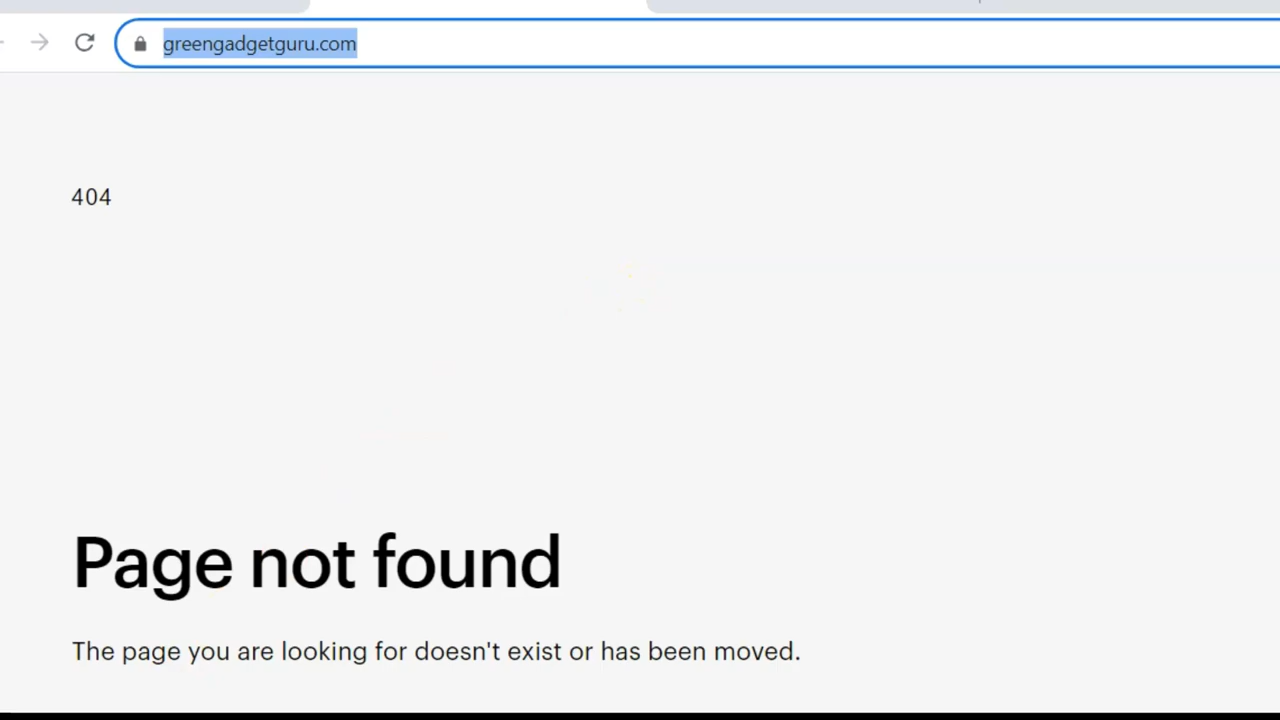 greengadgetguru.com
404
Page not found
The page you are looking for doesn't exist or has been moved.